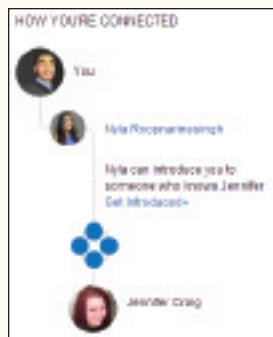 HOW YOU'RE CONNECTED
You
Nyla Roopnarinesingh
Nyla can introduce you to
someone who knows Jennifer
Get introduced»
Jennifer Craig